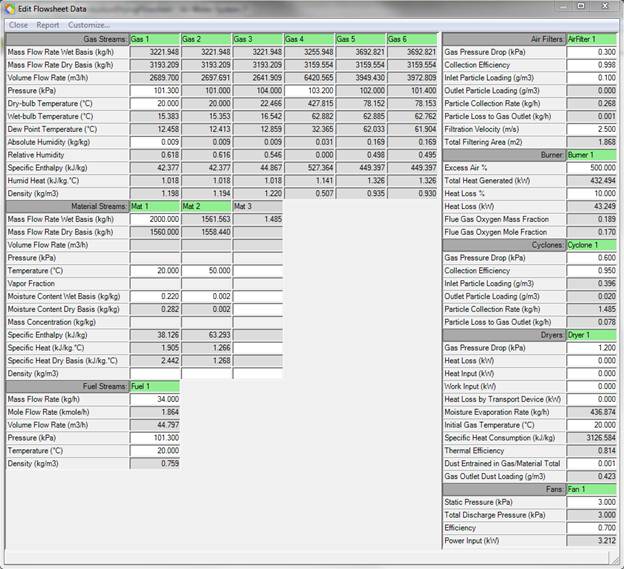 Edit Flowsheet Data
Close Report Customize...
Gas Streams: Gas 1 Gas 2 Gas 3 Gas 4 Gas 5 Gas 6
Mass Flow Rate Wet Basis (kg/h) 3221.948 3221.948 3221.948 3255.948 3692.821 3692.821
Mass Flow Rate Dry Basis (kg/h) 3193.209 3193.209 3193.209 3159.554 3159.554 3159.554
Volume Flow Rate (m3/h) 2689.700 2697.691 2641.909 6420.565 3949.430 3972.809
Pressure (kPa) 101.300 101.000 104.000 103.200 102.000 101.400
Dry-bulb Temperature (°C) 20.000 20.000 22.466 427.815 78.152 78.153
Wet-bulb Temperature (°C) 15.383 15.353 16.542 62.882 62.885 62.762
Dew Point Temperature (°C) 12.458 12.413 12.859 32.365 62.033 61.904
Absolute Humidity (kg/kg) 0.009 0.009 0.009 0.031 0.169 0.169
Relative Humidity 0.618 0.616 0.546 0.000 0.498 0.495
Specific Enthalpy (kJ/kg) 42.377 42.377 44.867 527.364 449.397 449.397
Humid Heat (kJ/kg.°C) 1.018 1.018 1.018 1.141 1.326 1.326
Density (kg/m3) 1.198 1.194 1.220 0.507 0.935 0.930
Material Streams: Mat 1 Mat 2 Mat 3
Mass Flow Rate Wet Basis (kg/h) 2000.000 1561.563 1.485
Mass Flow Rate Dry Basis (kg/h) 1560.000 1558.440
Volume Flow Rate (m3/h)
Pressure (kPa)
Temperature (°C) 20.000 50.000
Vapor Fraction
Moisture Content Wet Basis (kg/kg) 0.220 0.002
Moisture Content Dry Basis (kg/kg) 0.282 0.002
Mass Concentration (kg/kg)
Specific Enthalpy (kJ/kg) 38.126 63.293
Specific Heat (kJ/kg.°C) 1.905 1.266
Specific Heat Dry Basis (kJ/kg.°C) 2.442 1.268
Density (kg/m3)
Fuel Streams: Fuel 1
Mass Flow Rate (kg/h) 34.000
Mole Flow Rate (kmole/h) 1.864
Volume Flow Rate (m3/h) 44.797
Pressure (kPa) 101.300
Temperature (°C) 20.000
Density (kg/m3) 0.759
Air Filters: AirFilter 1
Gas Pressure Drop (kPa) 0.300
Collection Efficiency 0.998
Inlet Particle Loading (g/m3) 0.100
Outlet Particle Loading (g/m3) 0.000
Particle Collection Rate (kg/h) 0.268
Particle Loss to Gas Outlet (kg/h) 0.001
Filtration Velocity (m/s) 2.500
Total Filtering Area (m2) 1.868
Burner: Burner 1
Excess Air % 500.000
Total Heat Generated (kW) 432.494
Heat Loss % 10.000
Heat Loss (kW) 43.249
Flue Gas Oxygen Mass Fraction 0.189
Flue Gas Oxygen Mole Fraction 0.170
Cyclones: Cyclone 1
Gas Pressure Drop (kPa) 0.600
Collection Efficiency 0.950
Inlet Particle Loading (g/m3) 0.396
Outlet Particle Loading (g/m3) 0.020
Particle Collection Rate (kg/h) 1.485
Particle Loss to Gas Outlet (kg/h) 0.078
Dryers: Dryer 1
Gas Pressure Drop (kPa) 1.200
Heat Loss (kW) 0.000
Heat Input (kW) 0.000
Work Input (kW) 0.000
Heat Loss by Transport Device (kW) 0.000
Moisture Evaporation Rate (kg/h) 436.874
Initial Gas Temperature (°C) 20.000
Specific Heat Consumption (kJ/kg) 3126.584
Thermal Efficiency 0.814
Dust Entrained in Gas/Material Total 0.001
Gas Outlet Dust Loading (g/m3) 0.423
Fans: Fan 1
Static Pressure (kPa) 3.000
Total Discharge Pressure (kPa) 3.000
Efficiency 0.700
Power Input (kW) 3.212